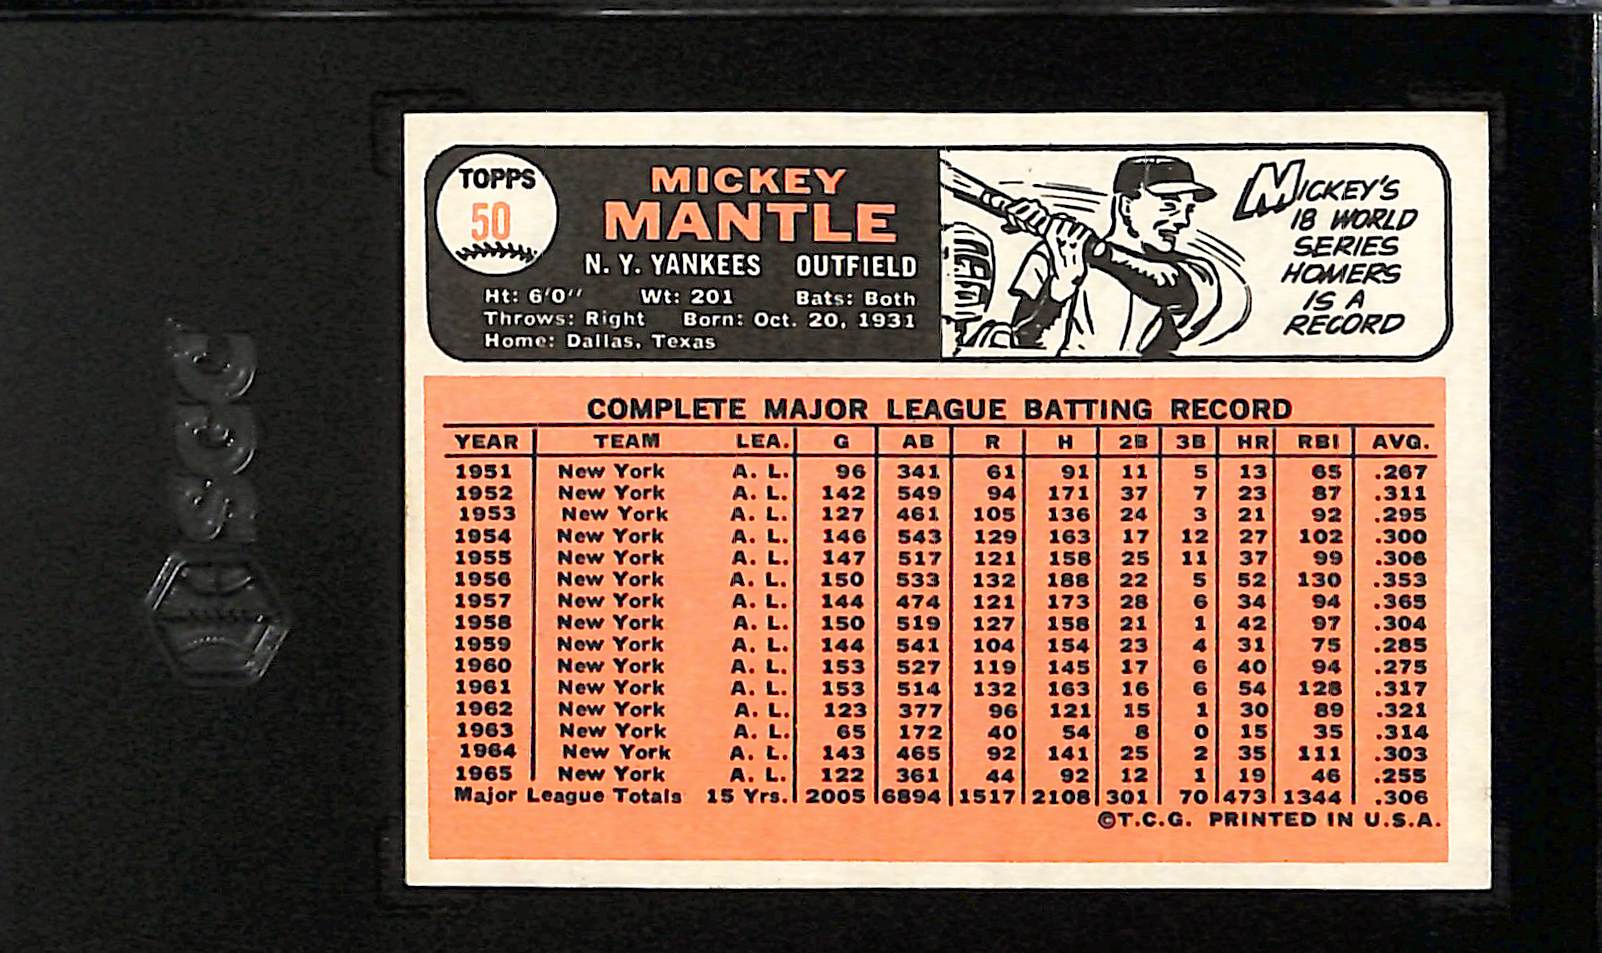 TOPPS
50
MICKEY
MANTLE
N. Y. YANKEES OUTFIELD
Ht: 6'0'' Wt: 201 Bats: Both
Throws: Right Born: Oct. 20, 1931
Home: Dallas, Texas
MICKEY'S
18 WORLD
SERIES
HOMERS
IS A
RECORD
COMPLETE MAJOR LEAGUE BATTING RECORD
YEAR TEAM LEA. G AB R H 2B 3B HR RBI AVG.
1951 New York A. L. 96 341 61 91 11 5 13 65 .267
1952 New York A. L. 142 549 94 171 37 7 23 87 .311
1953 New York A. L. 127 461 105 136 24 3 21 92 .295
1954 New York A. L. 146 543 129 163 17 12 27 102 .300
1955 New York A. L. 147 517 121 158 25 11 37 99 .306
1956 New York A. L. 150 533 132 188 22 5 52 130 .353
1957 New York A. L. 144 474 121 173 28 6 34 94 .365
1958 New York A. L. 150 519 127 158 21 1 42 97 .304
1959 New York A. L. 144 541 104 154 23 4 31 75 .285
1960 New York A. L. 153 527 119 145 17 6 40 94 .275
1961 New York A. L. 153 514 132 163 16 6 54 128 .317
1962 New York A. L. 123 377 96 121 15 1 30 89 .321
1963 New York A. L. 65 172 40 54 8 0 15 35 .314
1964 New York A. L. 143 465 92 141 25 2 35 111 .303
1965 New York A. L. 122 361 44 92 12 1 19 46 .255
Major League Totals 15 Yrs. 2005 6894 1517 2108 301 70 473 1344 .306
©T.C.G. PRINTED IN U.S.A.
SGC